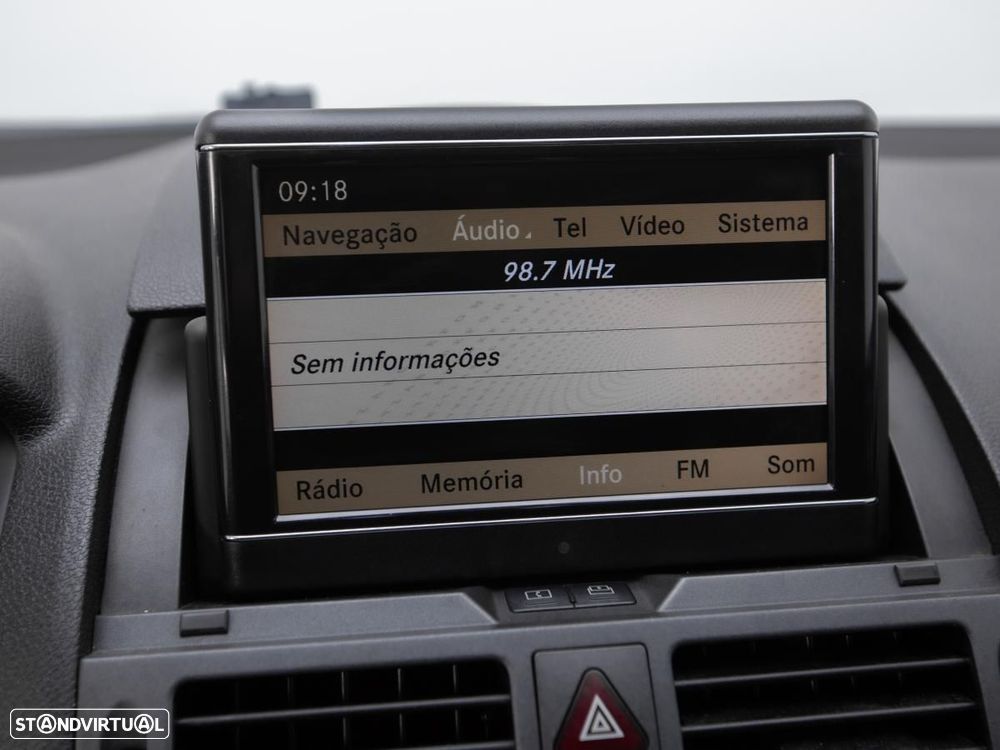 09:18
Navegação Áudio Tel Vídeo Sistema
98.7 MHz
Sem informações
Rádio Memória Info FM Som
STANDVIRTUAL